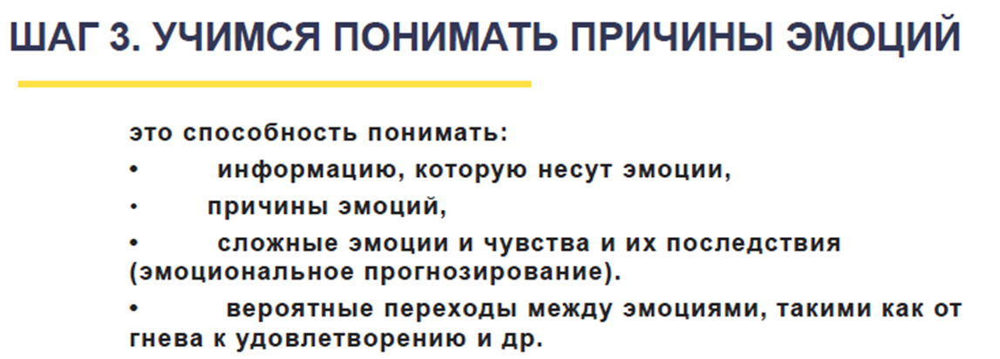 ШАГ 3. УЧИМСЯ ПОНИМАТЬ ПРИЧИНЫ ЭМОЦИЙ
это способность понимать:
• информацию, которую несут эмоции,
• причины эмоций,
• сложные эмоции и чувства и их последствия
(эмоциональное прогнозирование).
• вероятные переходы между эмоциями, такими как от
гнева к удовлетворению и др.